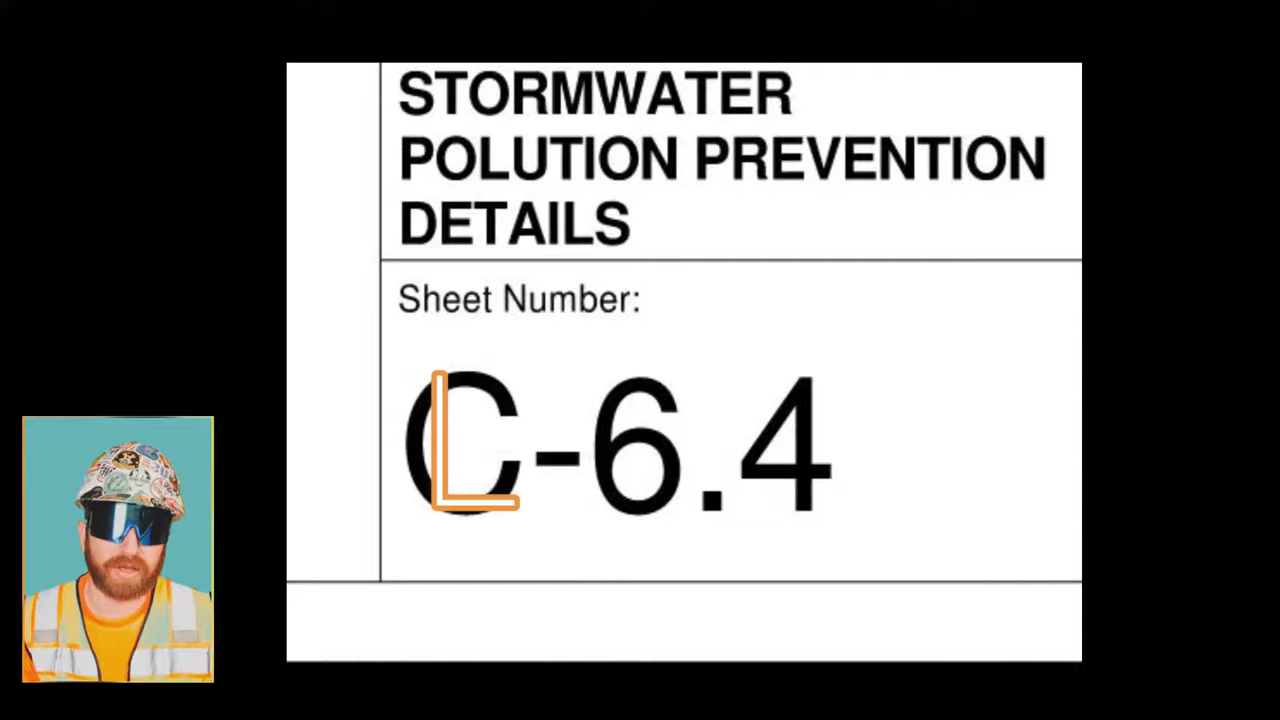 STORMWATER
POLUTION PREVENTION
DETAILS
Sheet Number:
C-6.4
L